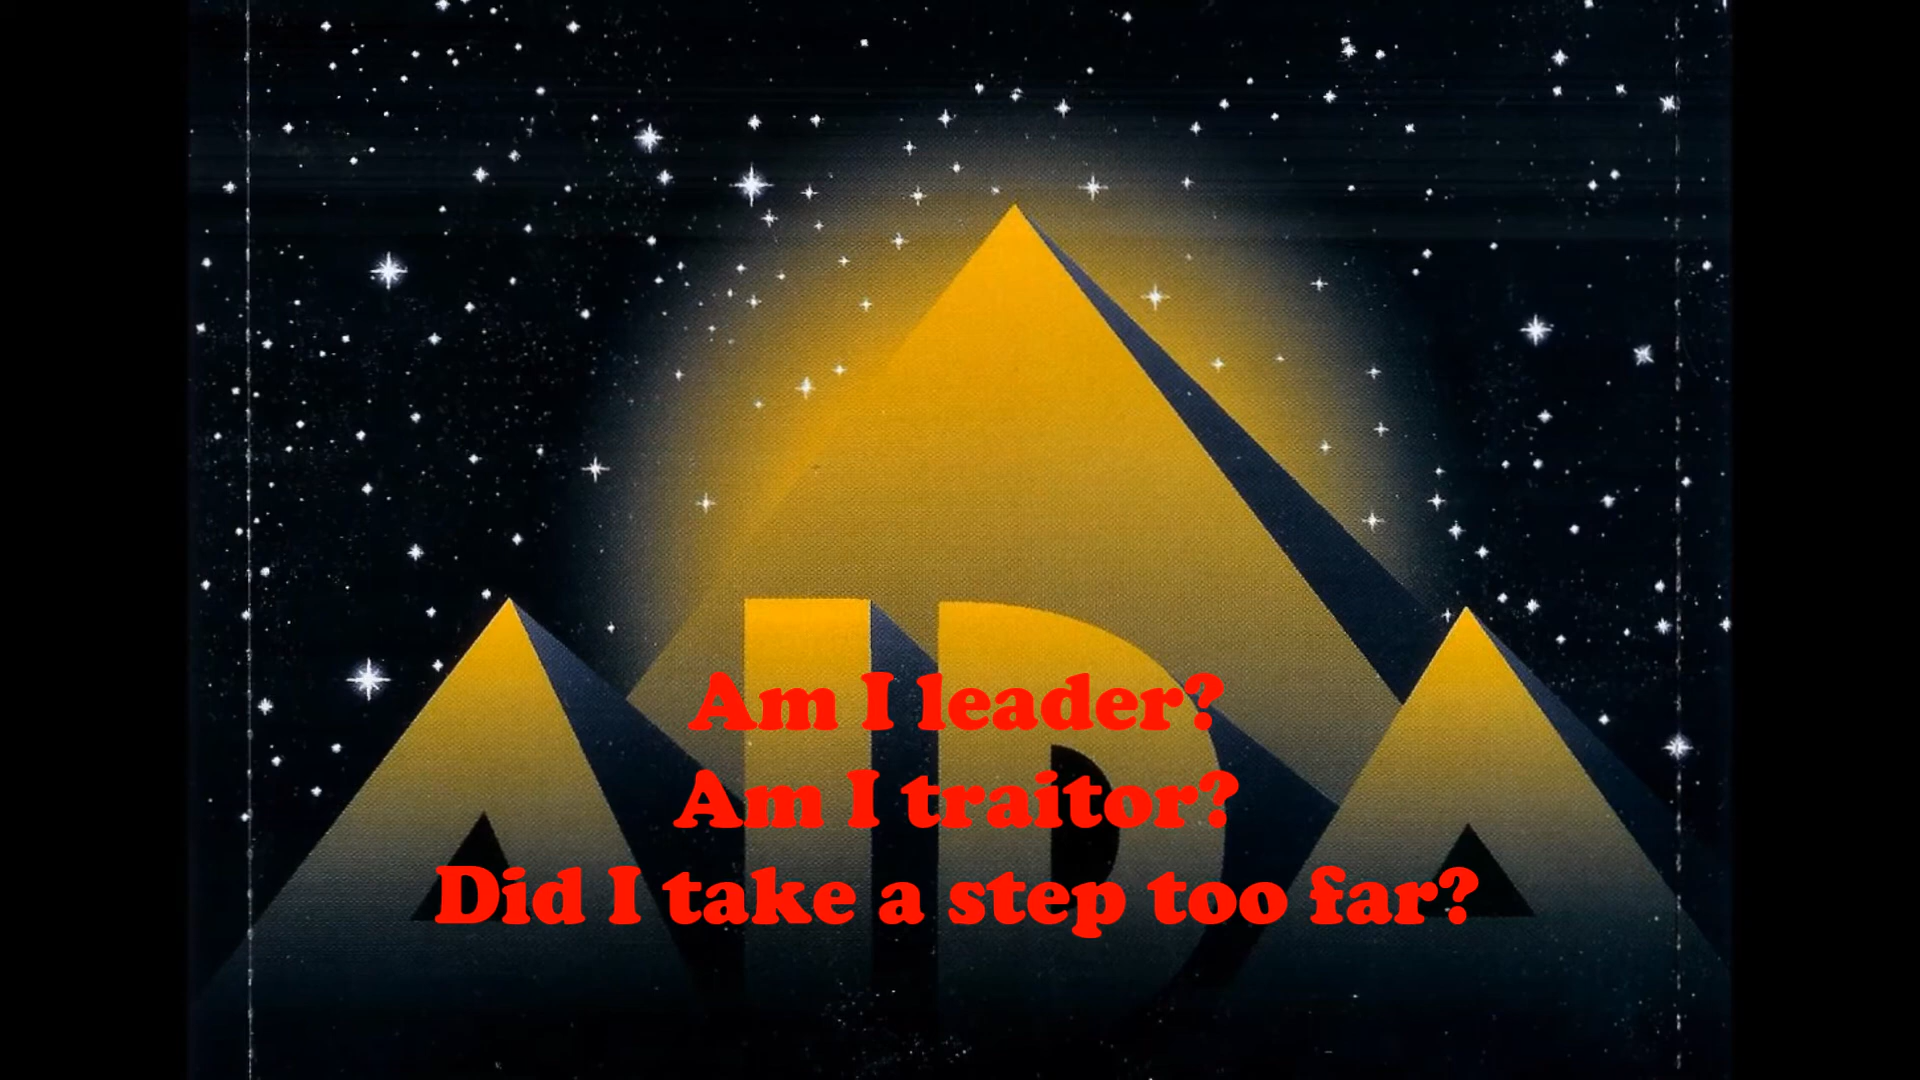 AIDA
Am I leader?
Am I traitor?
Did I take a step too far?